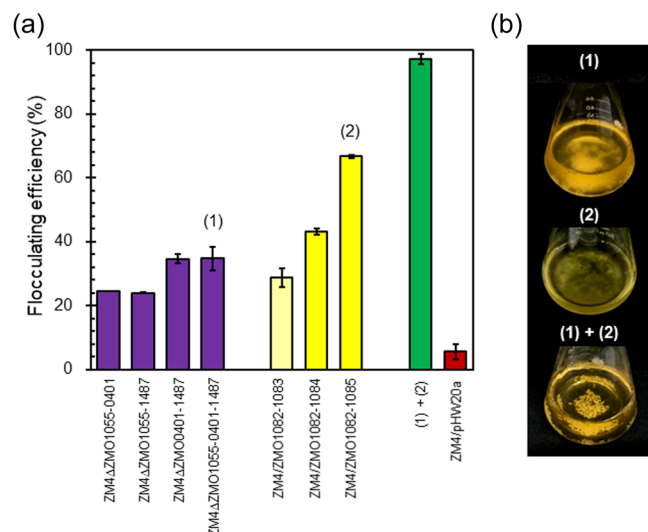 (a)
100
80
60
40
20
0
Flocculating efficiency (%)
(1)
(2)
ZM4ΔZMO1055-0401
ZM4ΔZMO1055-1487
ZM4ΔZMO0401-1487
ZM4ΔZMO1055-0401-1487
ZM4/ZMO1082-1083
ZM4/ZMO1082-1084
ZM4/ZMO1082-1085
(1) + (2)
ZM4/pHW20a
(b)
(1)
(2)
(1) + (2)